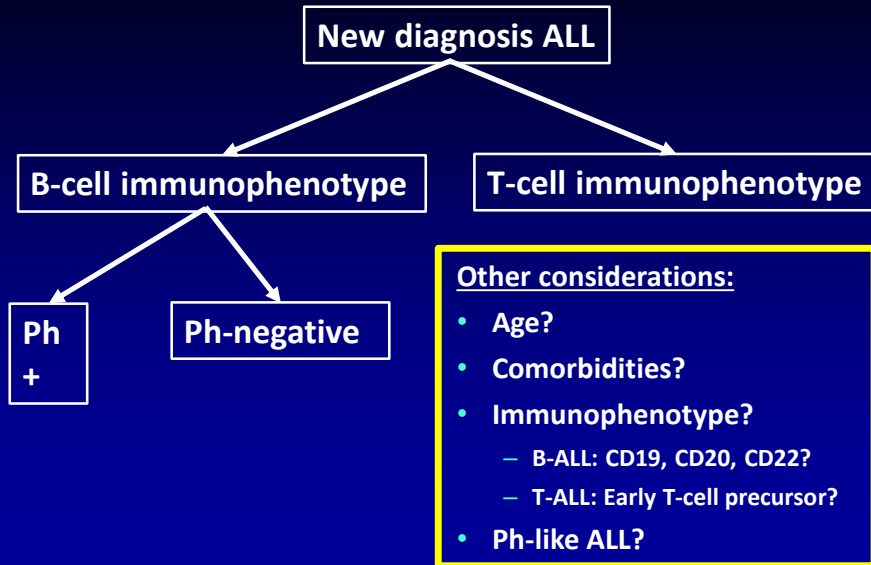 New diagnosis ALL
B-cell immunophenotype
T-cell immunophenotype
Ph
+
Ph-negative
Other considerations:
• Age?
• Comorbidities?
• Immunophenotype?
– B-ALL: CD19, CD20, CD22?
– T-ALL: Early T-cell precursor?
• Ph-like ALL?